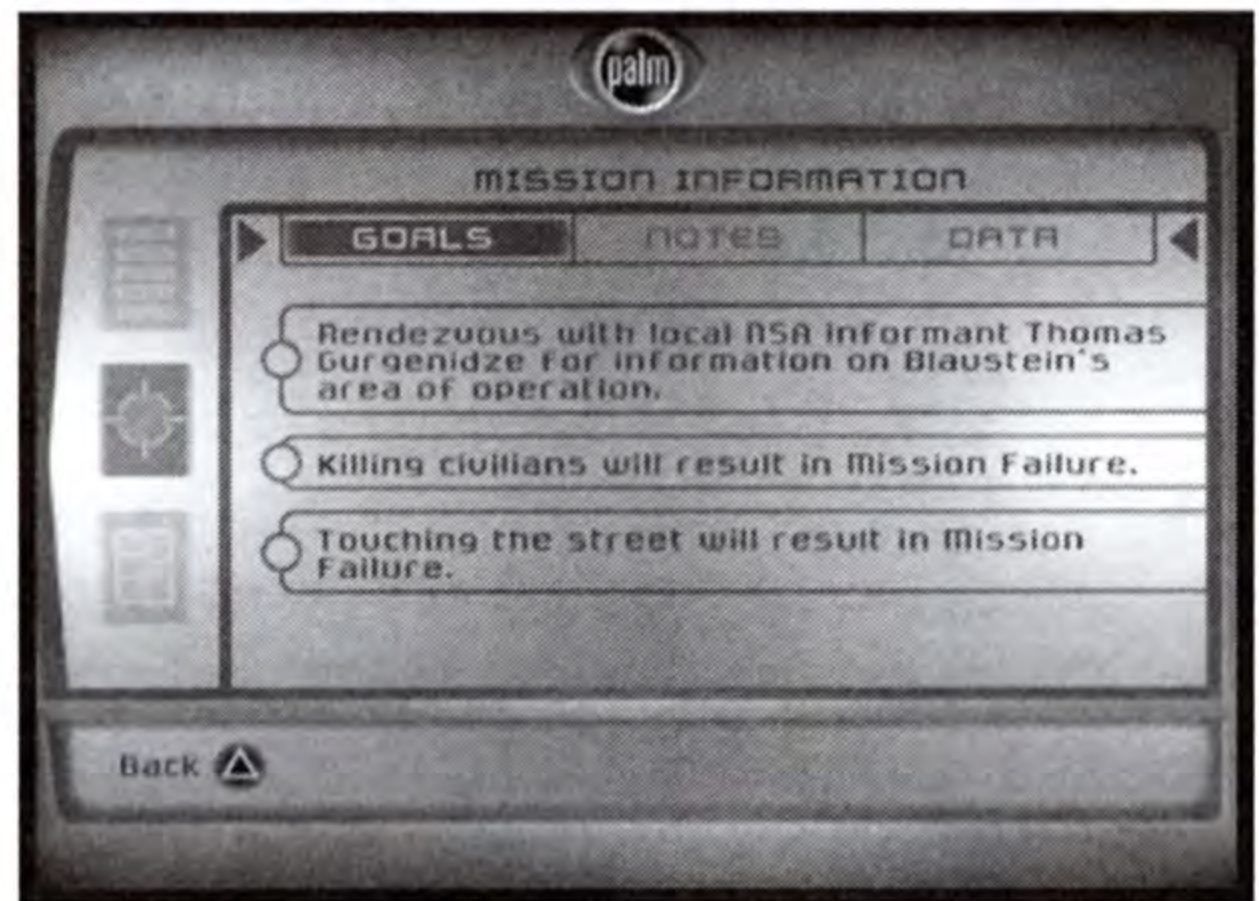 palm
MISSION INFORMATION
GOALS NOTES DATA
Rendezvous with local NSA informant Thomas
Gurgenidze for information on Blaustein's
area of operation.
Killing civilians will result in Mission Failure.
Touching the street will result in Mission
Failure.
Back